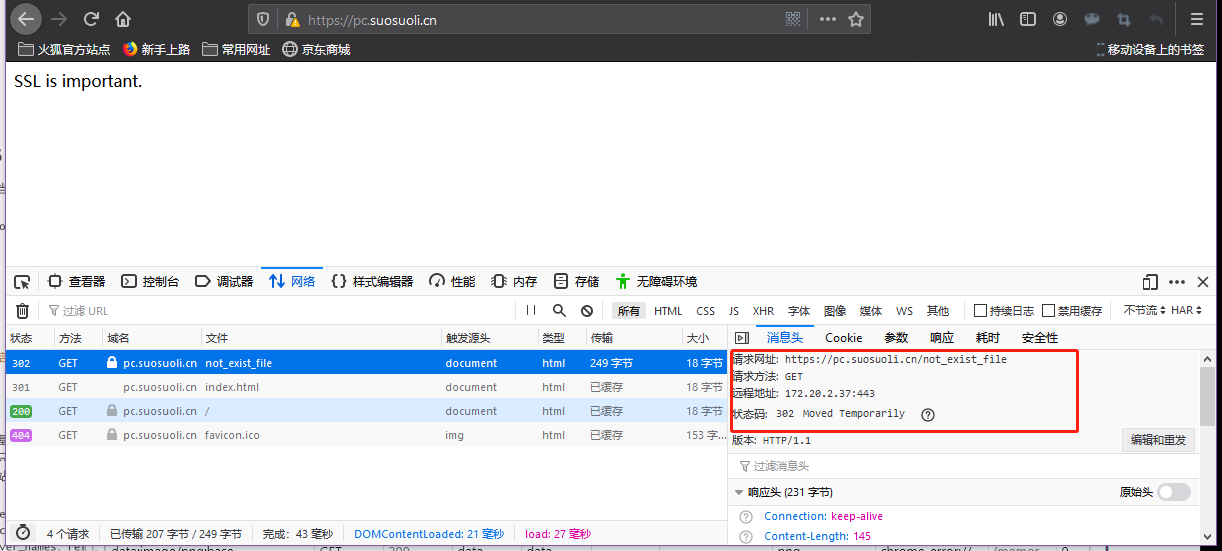 https://pc.suosuoli.cn
火狐官方站点 新手上路 常用网址 京东商城 移动设备上的书签
SSL is important.
查看器 控制台 调试器 网络 样式编辑器 性能 内存 存储 无障碍环境
过滤 URL 所有 HTML CSS JS XHR 字体 图像 媒体 WS 其他 持续日志 禁用缓存 不节流 HAR
状态 方法 域名 文件 触发源头 类型 传输 大小 消息头 Cookie 参数 响应 耗时 安全性
302 GET pc.suosuoli.cn not_exist_file document html 249 字节 18 字节
301 GET pc.suosuoli.cn index.html document html 已缓存 18 字节
200 GET pc.suosuoli.cn / document html 已缓存 18 字节
404 GET pc.suosuoli.cn favicon.ico img html 已缓存 153 字...
请求网址: https://pc.suosuoli.cn/not_exist_file
请求方法: GET
远程地址: 172.20.2.37:443
状态码: 302 Moved Temporarily
版本: HTTP/1.1 编辑和重发
过滤消息头
响应头 (231 字节) 原始头
Connection: keep-alive
Content-Length: 145
4 个请求 已传输 207 字节 / 249 字节 完成: 43 毫秒 DOMContentLoaded: 21 毫秒 load: 27 毫秒